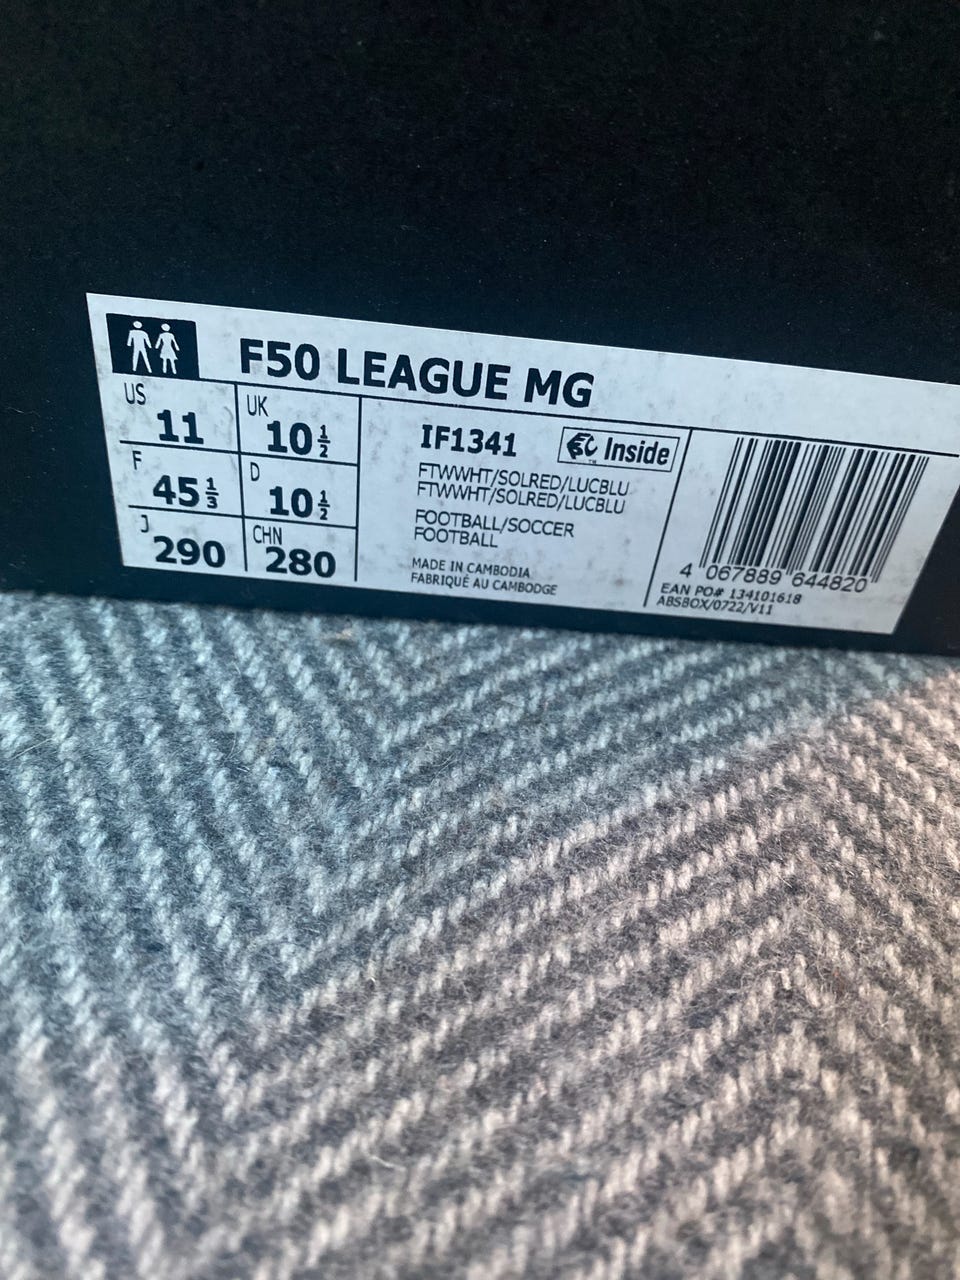 F50 LEAGUE MG
US
11
UK
10 1/2
F
45 1/3
D
10 1/2
J
290
CHN
280
IF1341
Inside
FTWWHT/SOLRED/LUCBLU
FTWWHT/SOLRED/LUCBLU
FOOTBALL/SOCCER
FOOTBALL
MADE IN CAMBODIA
FABRIQUÉ AU CAMBODGE
4 067889 644820
EAN PO# 134101618
ABSBOX/0722/V11